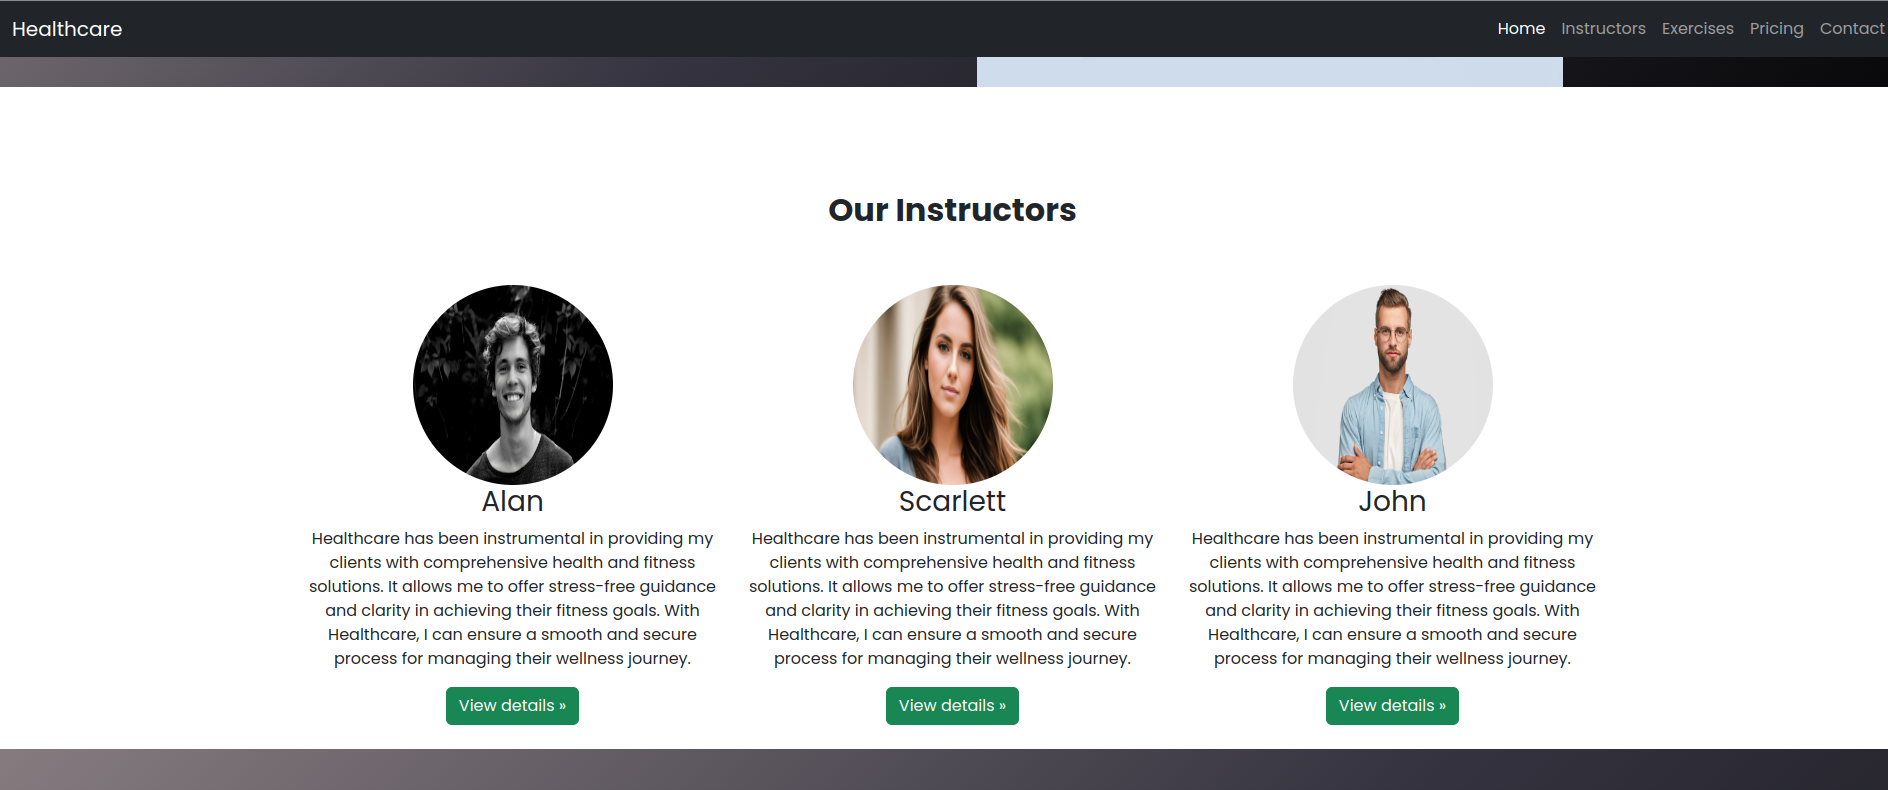 Healthcare
Home Instructors Exercises Pricing Contact
Our Instructors
Alan
Healthcare has been instrumental in providing my
clients with comprehensive health and fitness
solutions. It allows me to offer stress-free guidance
and clarity in achieving their fitness goals. With
Healthcare, I can ensure a smooth and secure
process for managing their wellness journey.
View details »
Scarlett
Healthcare has been instrumental in providing my
clients with comprehensive health and fitness
solutions. It allows me to offer stress-free guidance
and clarity in achieving their fitness goals. With
Healthcare, I can ensure a smooth and secure
process for managing their wellness journey.
View details »
John
Healthcare has been instrumental in providing my
clients with comprehensive health and fitness
solutions. It allows me to offer stress-free guidance
and clarity in achieving their fitness goals. With
Healthcare, I can ensure a smooth and secure
process for managing their wellness journey.
View details »